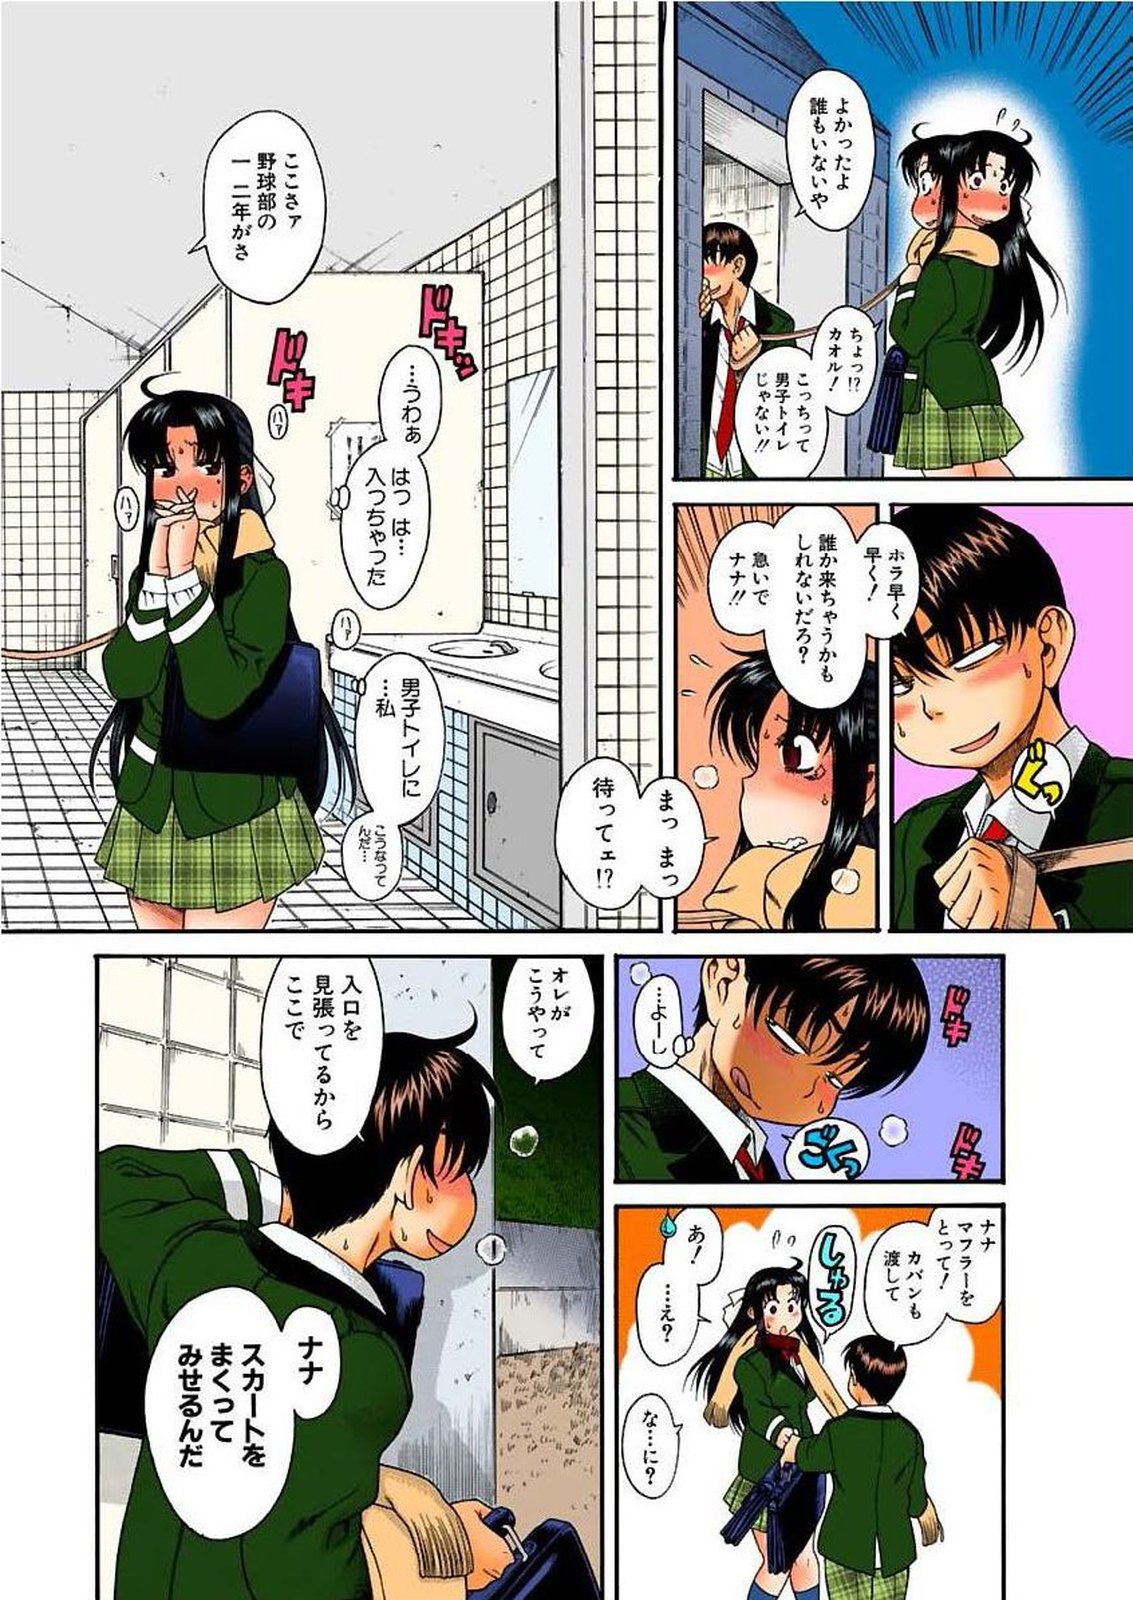 よかったよ
誰もいないや
ちょっ!?
カオル!
こっちって
男子トイレ
じゃない!!
ホラ早く
早く!
誰か来ちゃうかも
しれないだろ?
急いで
ナナ!!
ぐっ
まっ まっ
待ってェ!?
ここさァ
野球部の
一 二年がさ
ドキッ
ドキ
…うわぁ
はっ は…
入っちゃった
ハァ
ハァ
ハァ
男子トイレに
…私
こうなって
んだ…
…よーし
ドキ
ドキ
ごくっ
ナナ
マフラーを
とって!
カバンも
渡して
しゅる
あ!
……え?
な…に?
オレが
こうやって
入口を
見張ってるから
ここで
ナナ
スカートを
まくって
みせるんだ